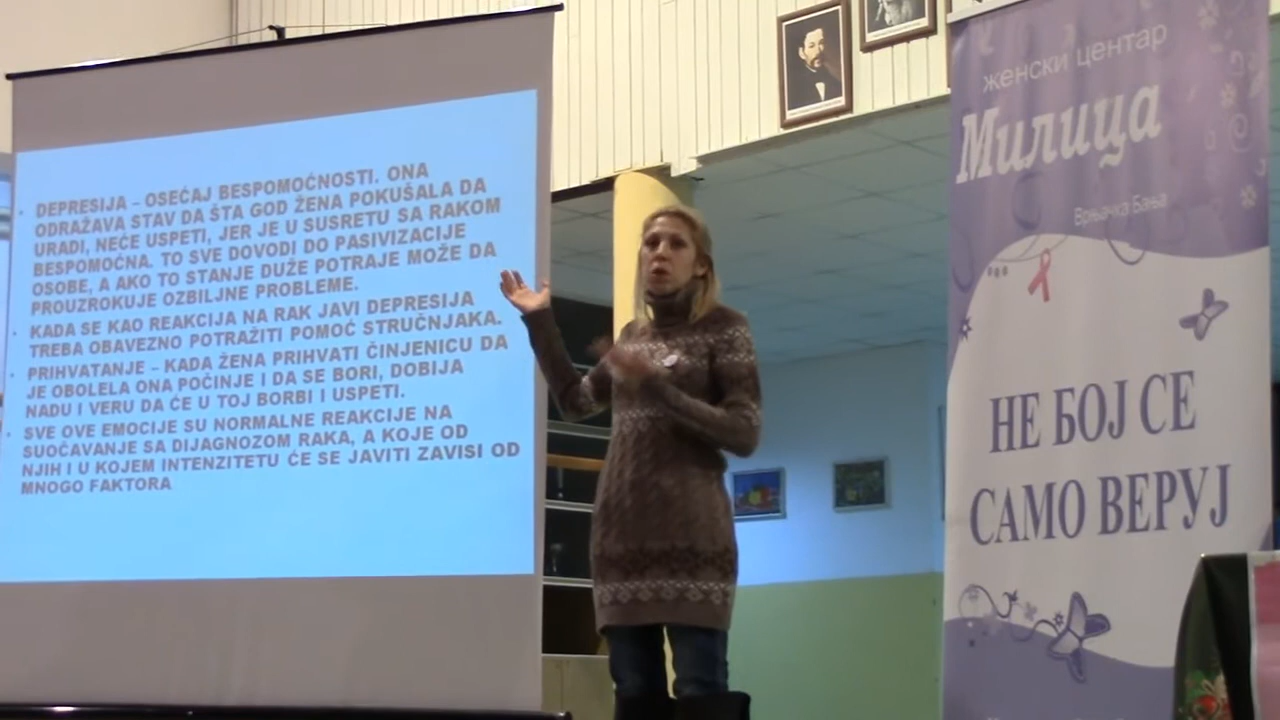 DEPRESIJA – OSEĆAJ BESPOMOĆNOSTI. ONA
ODRAŽAVA STAV DA ŠTA GOD ŽENA POKUŠALA DA
URADI, NEĆE USPETI, JER JE U SUSRETU SA RAKOM
BESPOMOĆNA. TO SVE DOVODI DO PASIVIZACIJE
OSOBE, A AKO TO STANJE DUŽE POTRAJE MOŽE DA
PROUZROKUJE OZBILJNE PROBLEME.
KADA SE KAO REAKCIJA NA RAK JAVI DEPRESIJA
TREBA OBAVEZNO POTRAŽITI POMOĆ STRUČNJAKA.
PRIHVATANJE – KADA ŽENA PRIHVATI ČINJENICU DA
JE OBOLELA ONA POČINJE I DA SE BORI, DOBIJA
NADU I VERU DA ĆE U TOJ BORBI I USPETI.
SVE OVE EMOCIJE SU NORMALNE REAKCIJE NA
SUOČAVANJE SA DIJAGNOZOM RAKA, A KOJE OD
NJIH I U KOJEM INTENZITETU ĆE SE JAVITI ZAVISI OD
MNOGO FAKTORA
женски центар
Милица
Врњачка Бања
НЕ БОЈ СЕ
САМО ВЕРУЈ